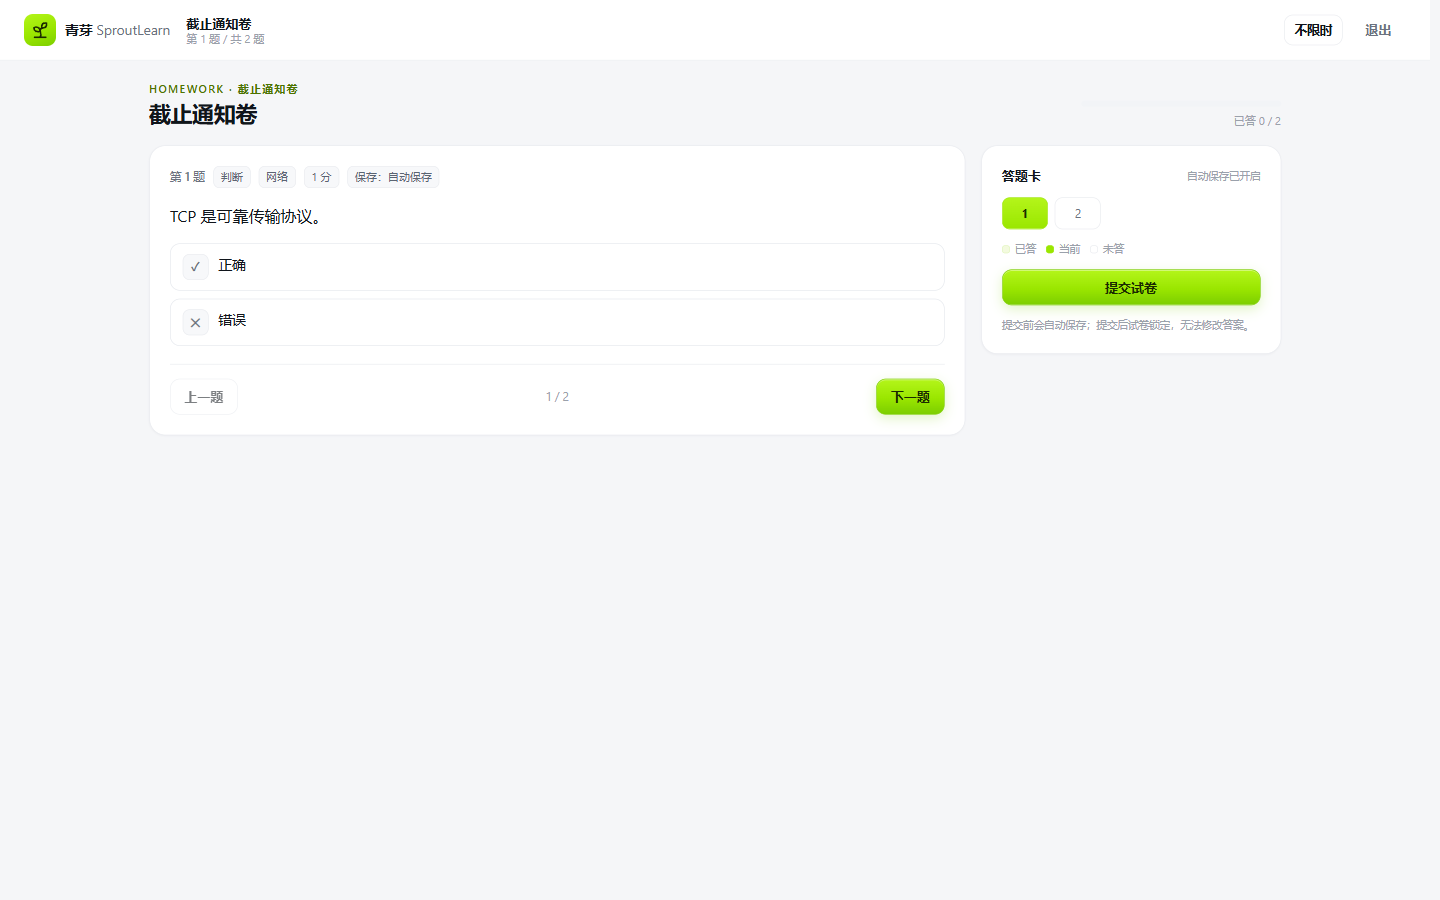 青芽 SproutLearn
截止通知卷
第 1 题 / 共 2 题
不限时
退出
HOMEWORK · 截止通知卷
截止通知卷
已答 0 / 2
第 1 题
判断
网络
1 分
保存：自动保存
TCP 是可靠传输协议。
✓ 正确
✕ 错误
上一题
1 / 2
下一题
答题卡
自动保存已开启
1
2
已答
当前
未答
提交试卷
提交前会自动保存；提交后试卷锁定，无法修改答案。